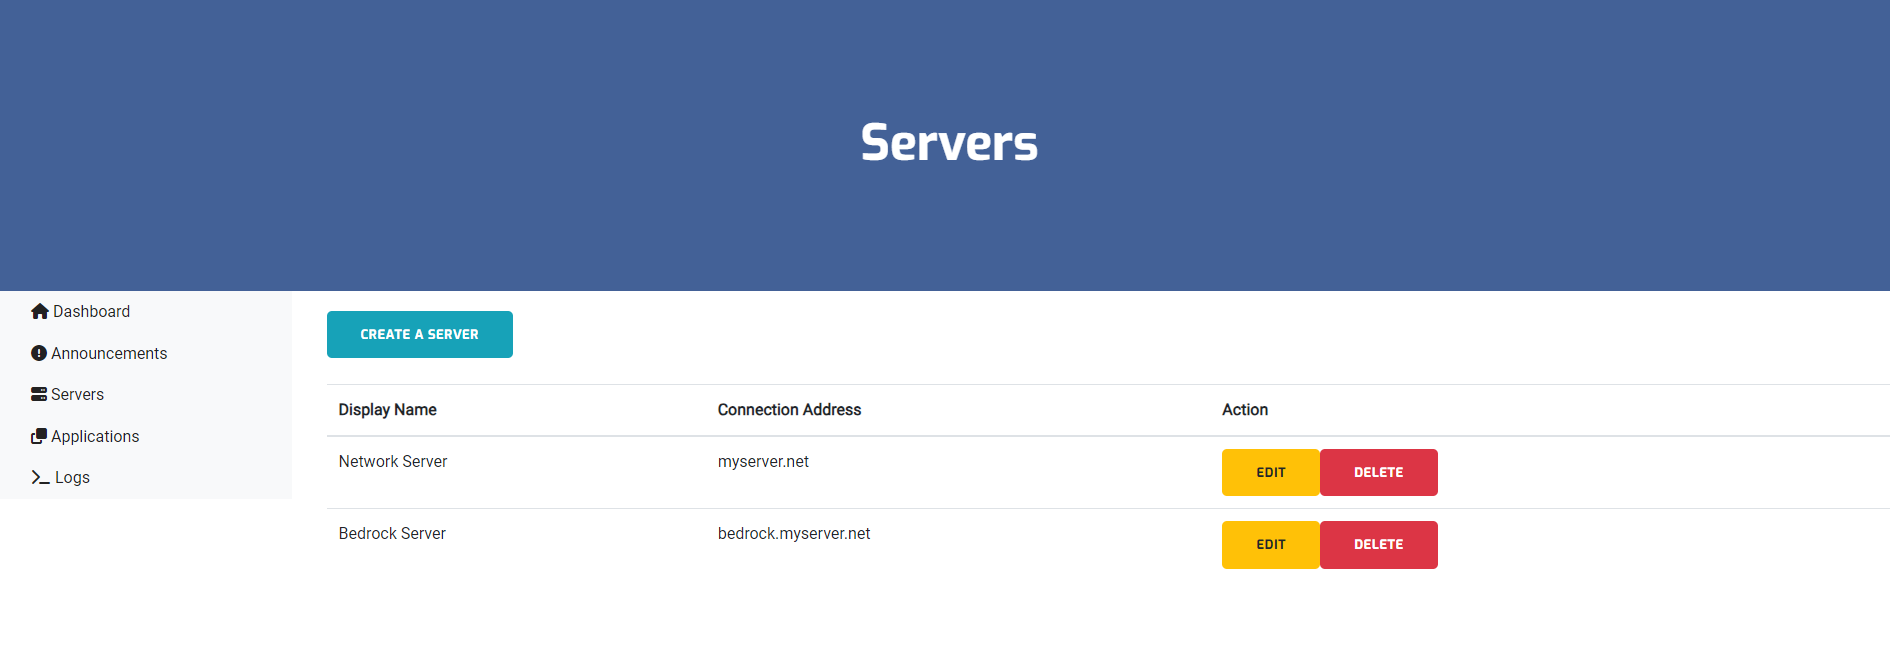 Servers
Dashboard
Announcements
Servers
Applications
Logs
CREATE A SERVER
Display Name Connection Address Action
Network Server myserver.net EDIT DELETE
Bedrock Server bedrock.myserver.net EDIT DELETE